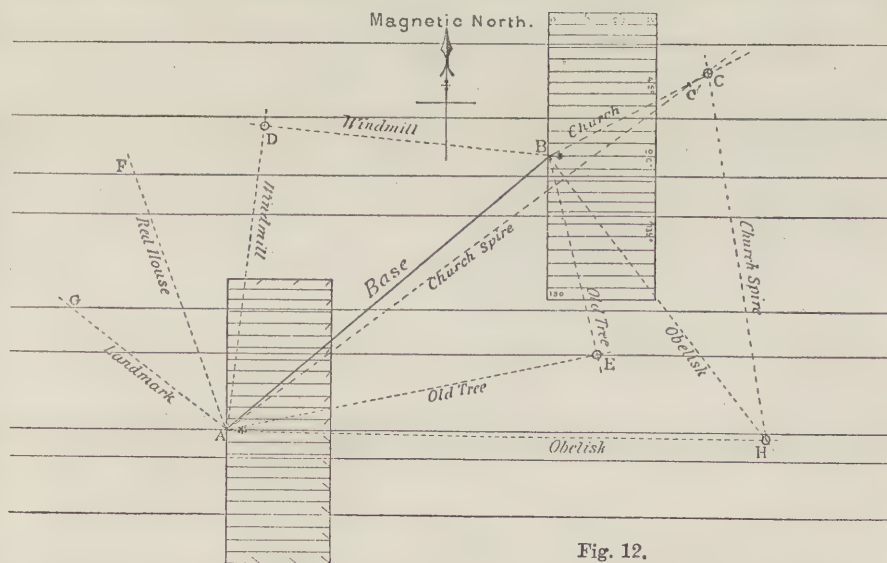 Magnetic North.
C
C
Church
B
D
Windmill
F
Windmill
Red House
Base
Church Spire
Church Spire
G
Landmark
Old Tree
E
Obelisk
Old Tree
A
Obelisk
H
180
Fig. 12.